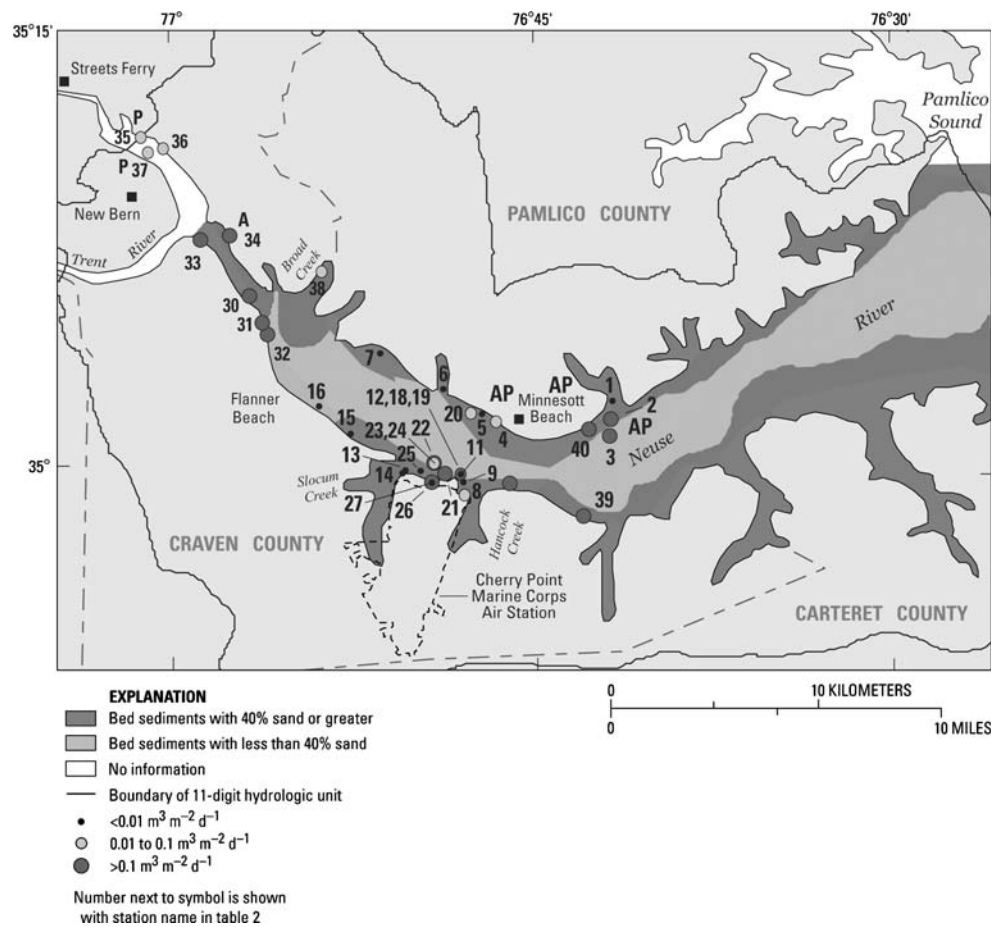 77°
76°45'
76°30'
35°15'
Streets Ferry
P
35
36
P
37
New Bern
Trent
River
A
34
33
Broad
Creek
38
30
31
32
PAMLICO COUNTY
Pamlico
Sound
River
7
6
12,18,19
16
Flanner
Beach
15
23,24
22
20
AP
5
4
AP
Minnesott
Beach
1
2
AP
3
40
Neuse
35°
13
25
11
14
9
Slocum
Creek
27
26
21
8
39
Hancock
Creek
CRAVEN COUNTY
Cherry Point
Marine Corps
Air Station
CARTERET COUNTY
EXPLANATION
Bed sediments with 40% sand or greater
Bed sediments with less than 40% sand
No information
Boundary of 11-digit hydrologic unit
<0.01 m³ m⁻² d⁻¹
0.01 to 0.1 m³ m⁻² d⁻¹
>0.1 m³ m⁻² d⁻¹
Number next to symbol is shown
with station name in table 2
0
10 KILOMETERS
0
10 MILES